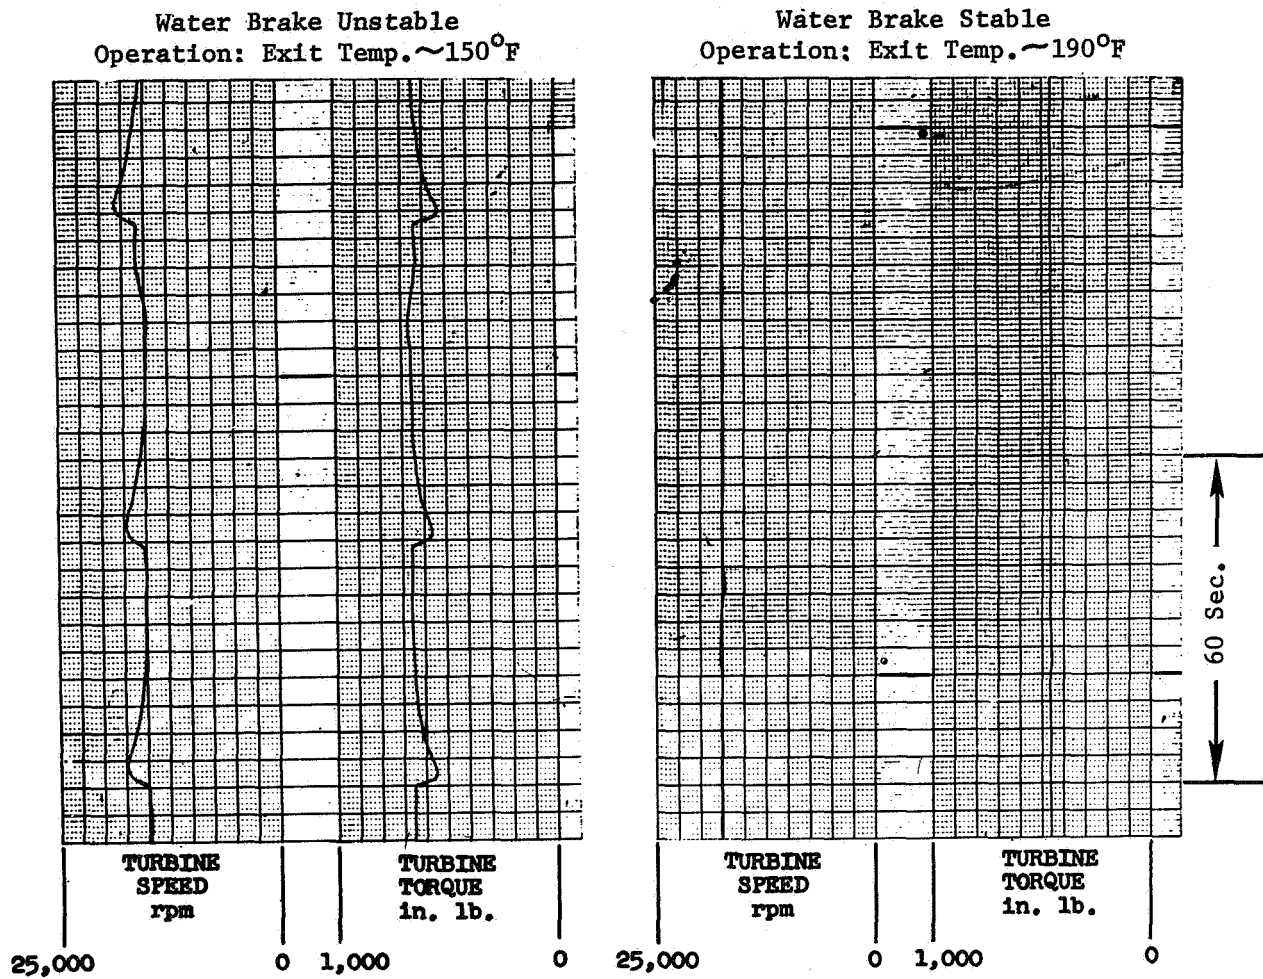 Water Brake Unstable
Operation: Exit Temp.~150°F
Water Brake Stable
Operation: Exit Temp.~190°F
60 Sec.
TURBINE
SPEED
rpm
TURBINE
TORQUE
in. lb.
TURBINE
SPEED
rpm
TURBINE
TORQUE
in. lb.
25,000
0
1,000
0
25,000
0
1,000
0